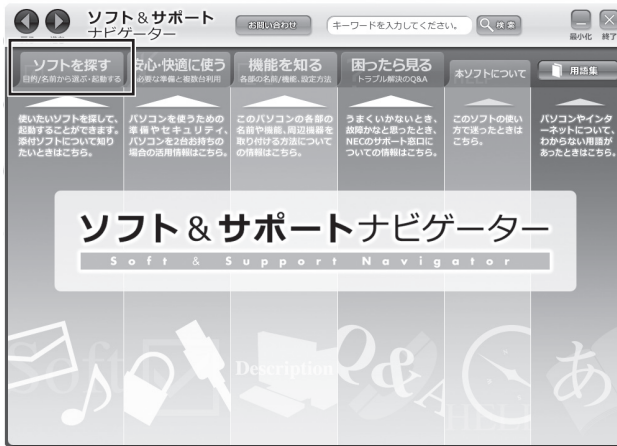 ソフト&サポート
ナビゲーター
お問い合わせ
キーワードを入力してください。
検索
最小化 終了
ソフトを探す
目的/名前から選ぶ・起動する
安心・快適に使う
必要な準備と複数台利用
機能を知る
各部の名前/機能、設定方法
困ったら見る
トラブル解決のQ&A
本ソフトについて
用語集
使いたいソフトを探して、
起動することができます。
添付ソフトについて知り
たいときはこちら。
パソコンを使うための
準備やセキュリティ、
パソコンを2台お持ちの
場合の活用情報はこちら。
このパソコンの各部の
名前や機能、周辺機器を
取り付ける方法について
の情報はこちら。
うまくいかないとき、
故障かなと思ったとき、
NECのサポート窓口に
ついての情報はこちら。
このソフトの使い
方で迷ったときは
こちら。
パソコンやインタ
ーネットについて、
わからない用語が
あったときはこちら。
ソフト&サポートナビゲーター
Soft & Support Navigator
Soft
Description
Q&A
HELP
あ